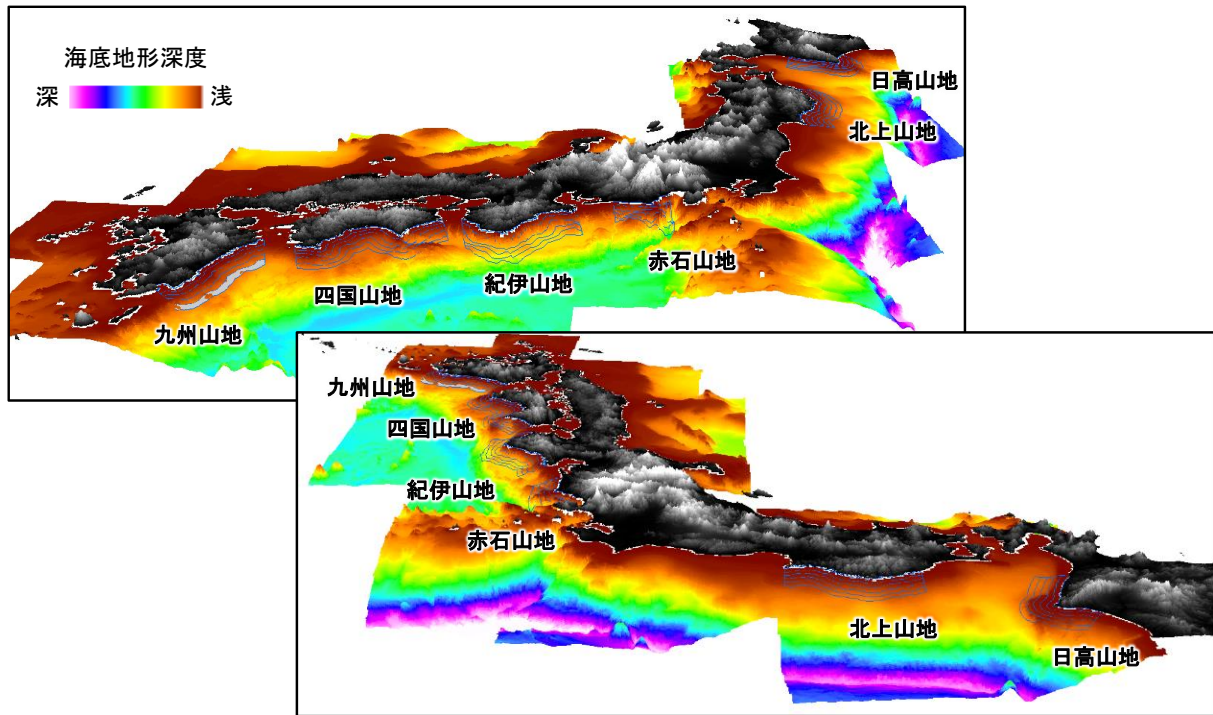 海底地形深度
深 浅
日高山地
北上山地
赤石山地
紀伊山地
四国山地
九州山地
九州山地
四国山地
紀伊山地
赤石山地
北上山地
日高山地